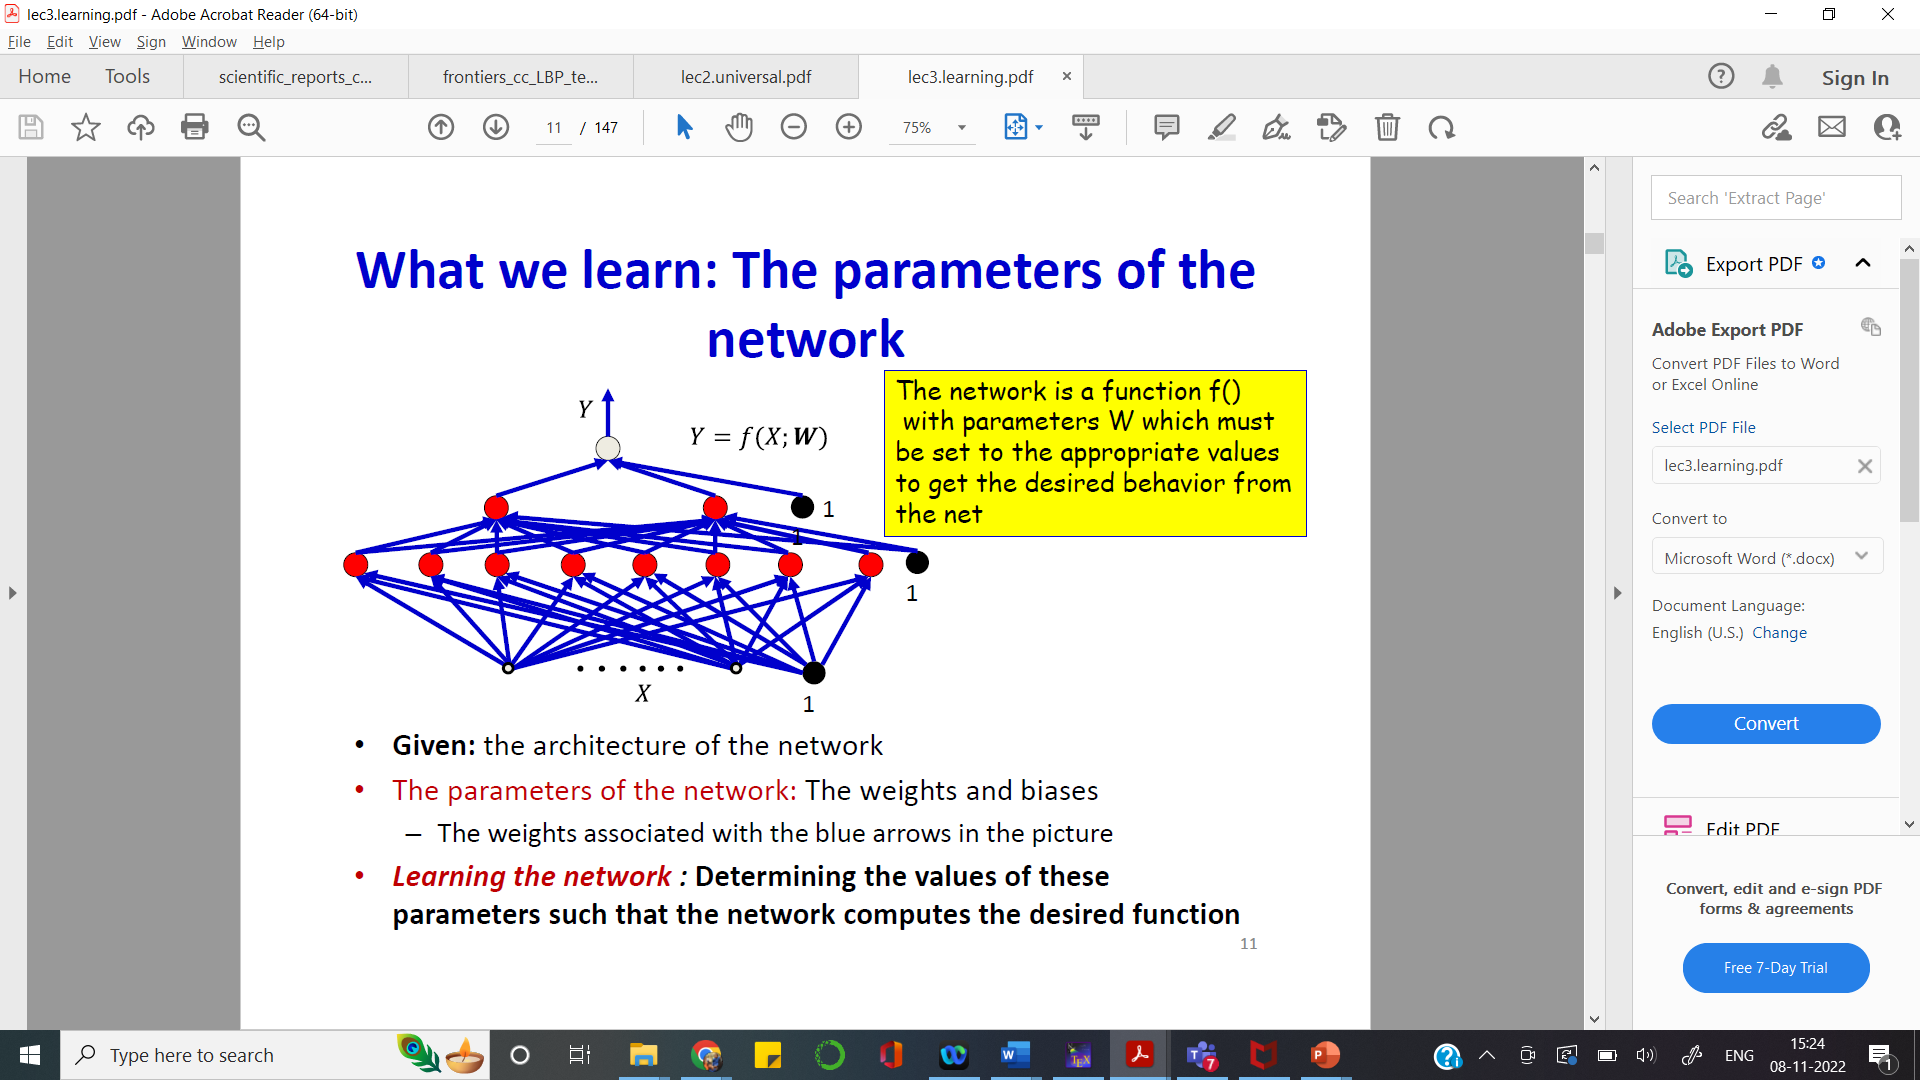 lec3.learning.pdf - Adobe Acrobat Reader (64-bit)
File Edit View Sign Window Help
Home Tools scientific_reports_c... frontiers_cc_LBP_te... lec2.universal.pdf lec3.learning.pdf × Sign In
11 / 147 75%
What we learn: The parameters of the
network
Y
Y = f(X; W)
The network is a function f()
with parameters W which must
be set to the appropriate values
to get the desired behavior from
the net
1
1
1
X
1
• Given: the architecture of the network
• The parameters of the network: The weights and biases
– The weights associated with the blue arrows in the picture
• Learning the network : Determining the values of these
parameters such that the network computes the desired function
11
Search 'Extract Page'
Export PDF
Adobe Export PDF
Convert PDF Files to Word
or Excel Online
Select PDF File
lec3.learning.pdf
Convert to
Microsoft Word (*.docx)
Document Language:
English (U.S.) Change
Convert
Edit PDF
Convert, edit and e-sign PDF
forms & agreements
Free 7-Day Trial
Type here to search
7
ENG
15:24
08-11-2022
1